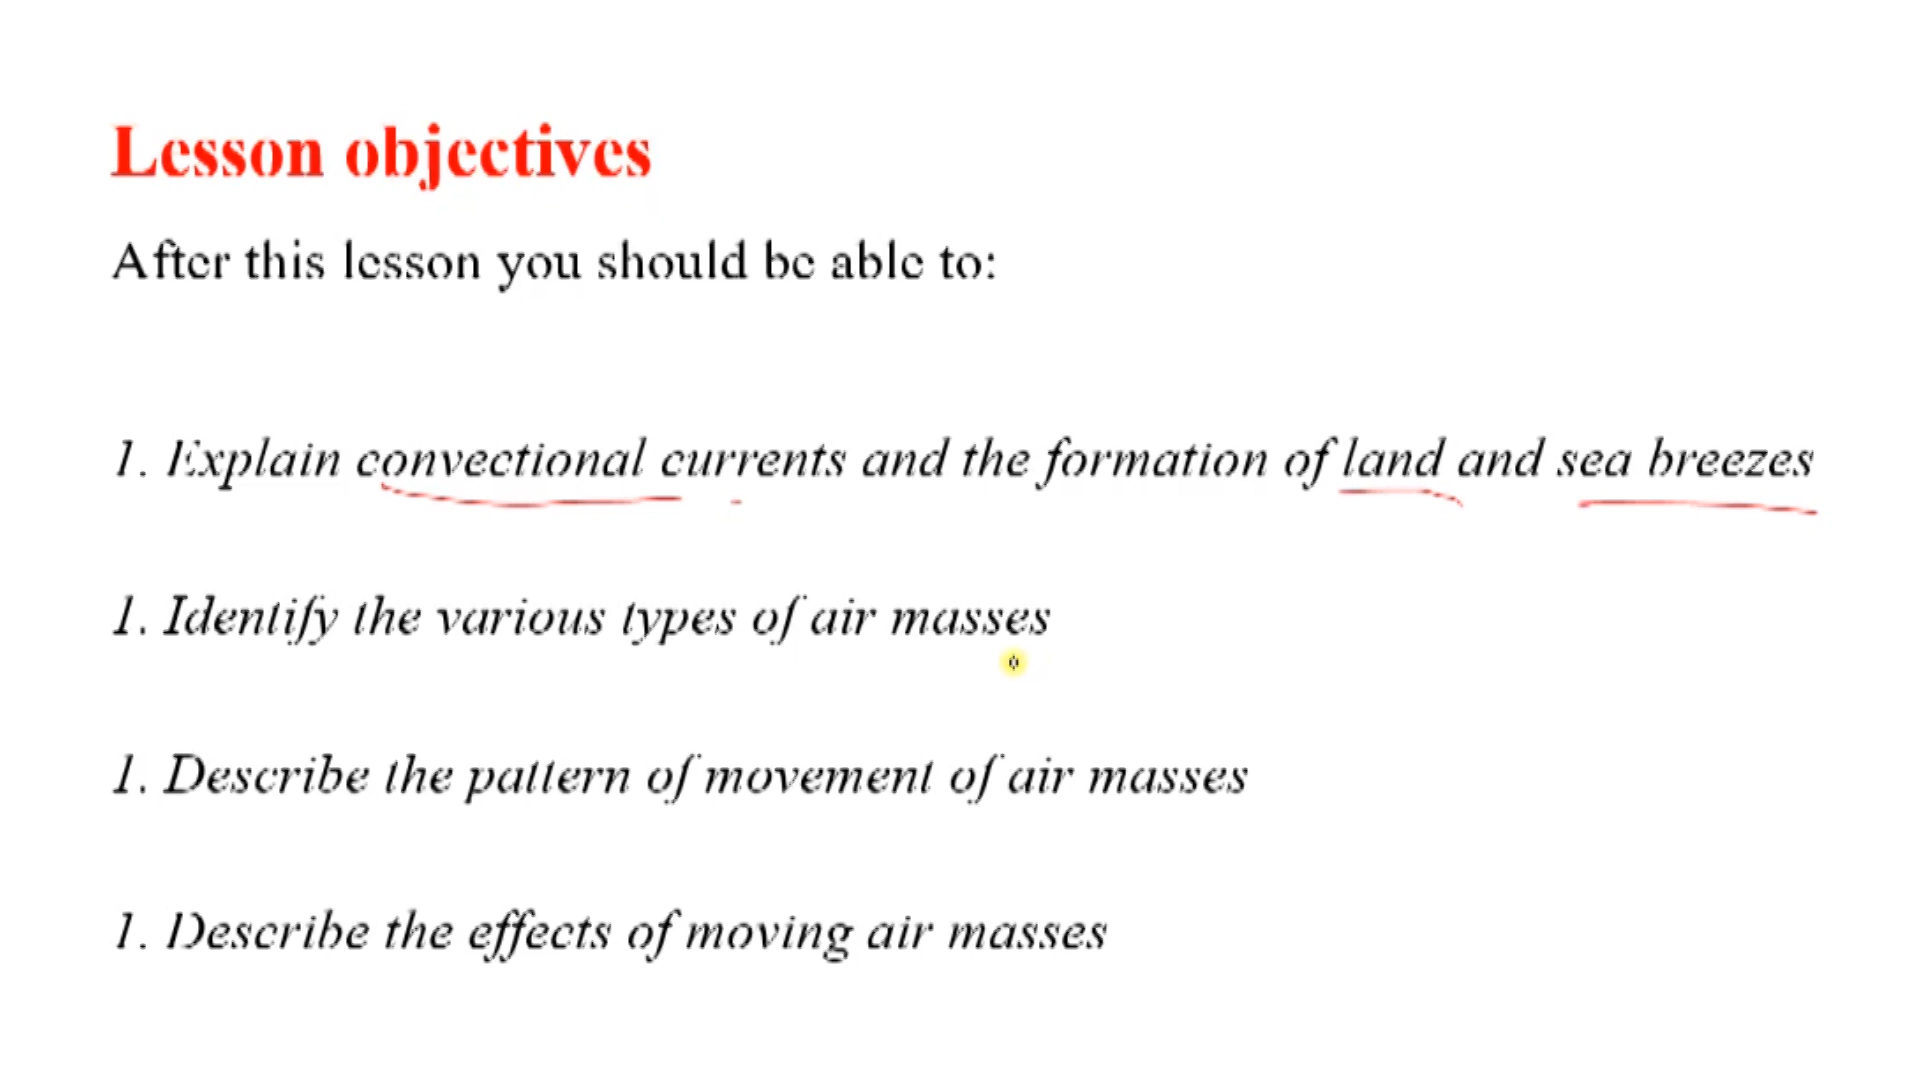 Lesson objectives
After this lesson you should be able to:
1. Explain convectional currents and the formation of land and sea breezes
1. Identify the various types of air masses
1. Describe the pattern of movement of air masses
1. Describe the effects of moving air masses